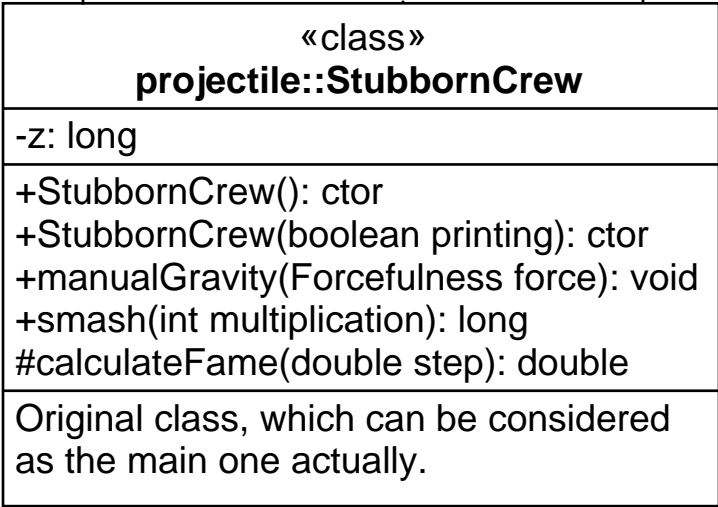 «class»
projectile::StubbornCrew
-z: long
+StubbornCrew(): ctor
+StubbornCrew(boolean printing): ctor
+manualGravity(Forcefulness force): void
+smash(int multiplication): long
#calculateFame(double step): double
Original class, which can be considered
as the main one actually.